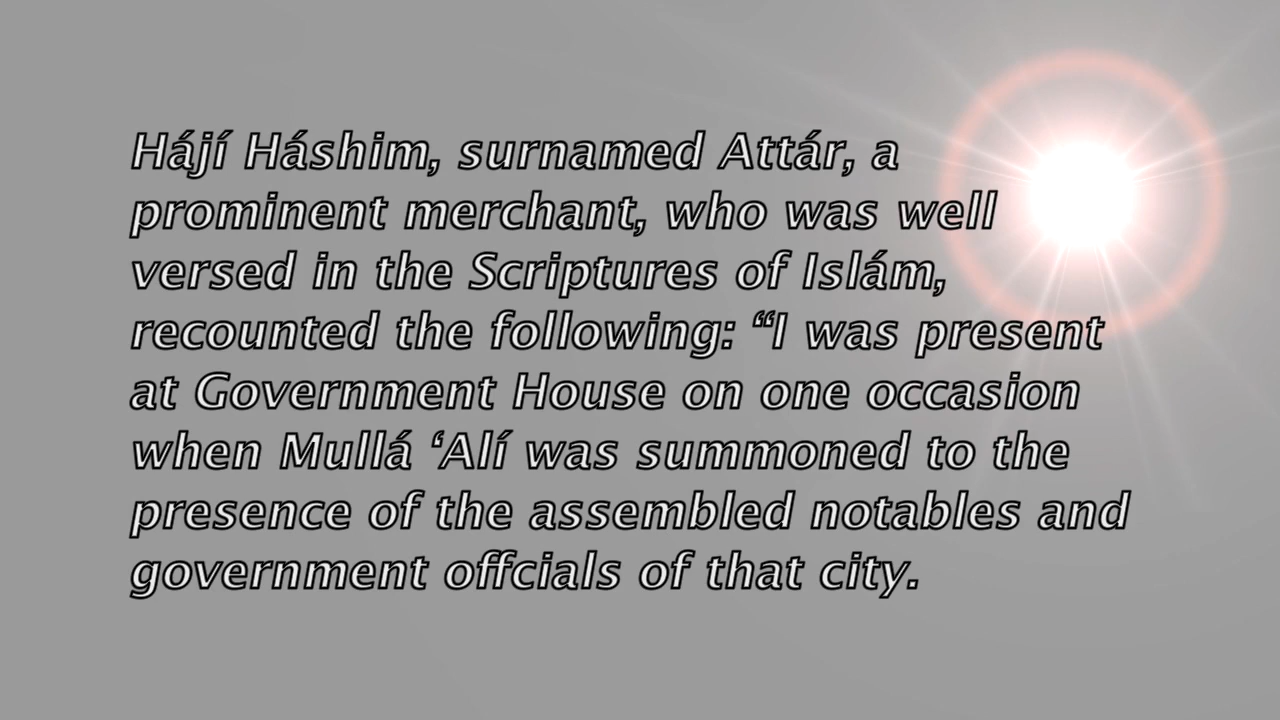 Hájí Háshim, surnamed Attár, a
prominent merchant, who was well
versed in the Scriptures of Islám,
recounted the following: “I was present
at Government House on one occasion
when Mullá ‘Alí was summoned to the
presence of the assembled notables and
government offcials of that city.